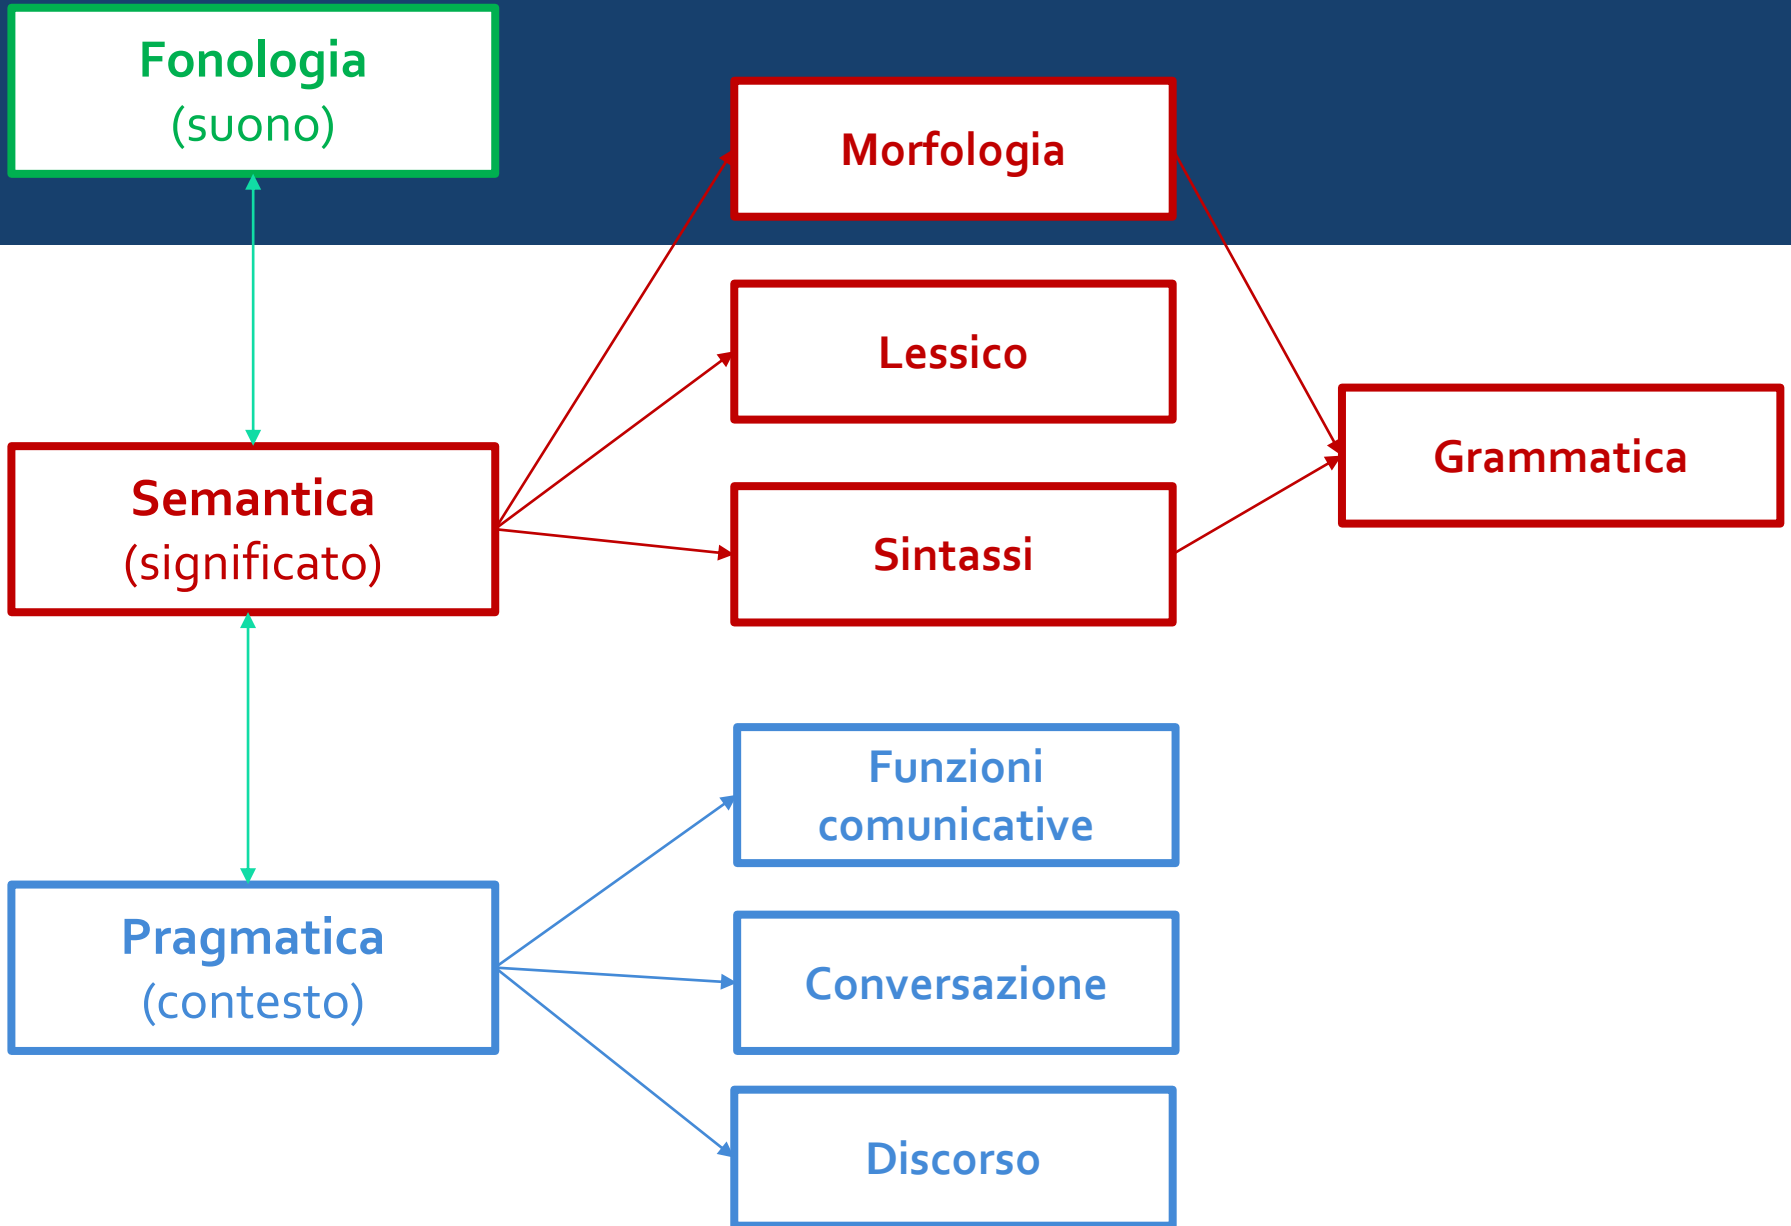 Fonologia
(suono)
Morfologia
Lessico
Semantica
(significato)
Sintassi
Grammatica
Funzioni
comunicative
Pragmatica
(contesto)
Conversazione
Discorso